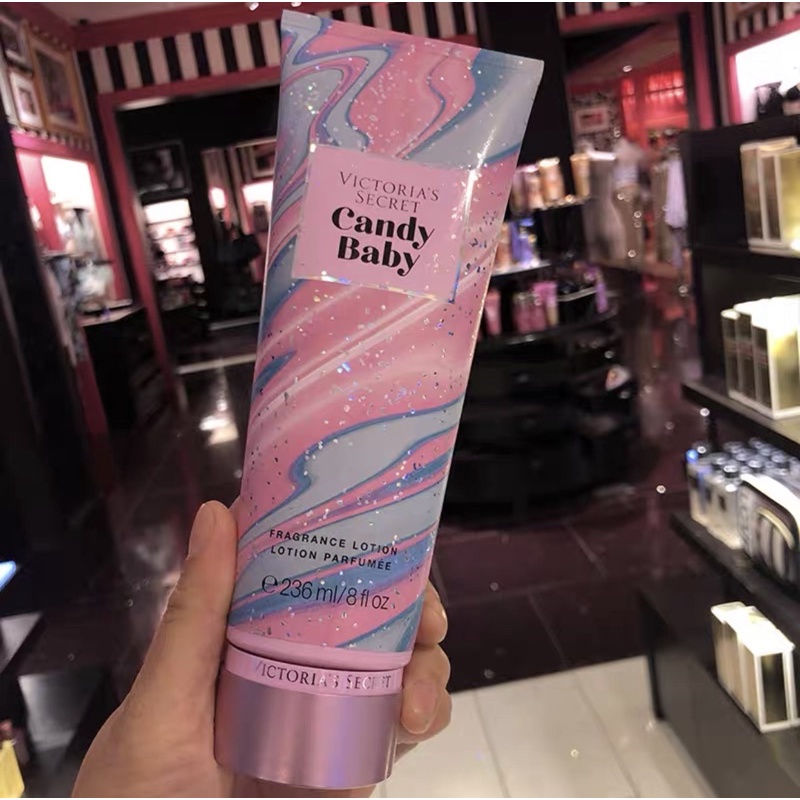 VICTORIA'S
SECRET
Candy
Baby
FRAGRANCE LOTION
LOTION PARFUMÉE
℮ 236 ml/8 fl oz
VICTORIA'S SECRET